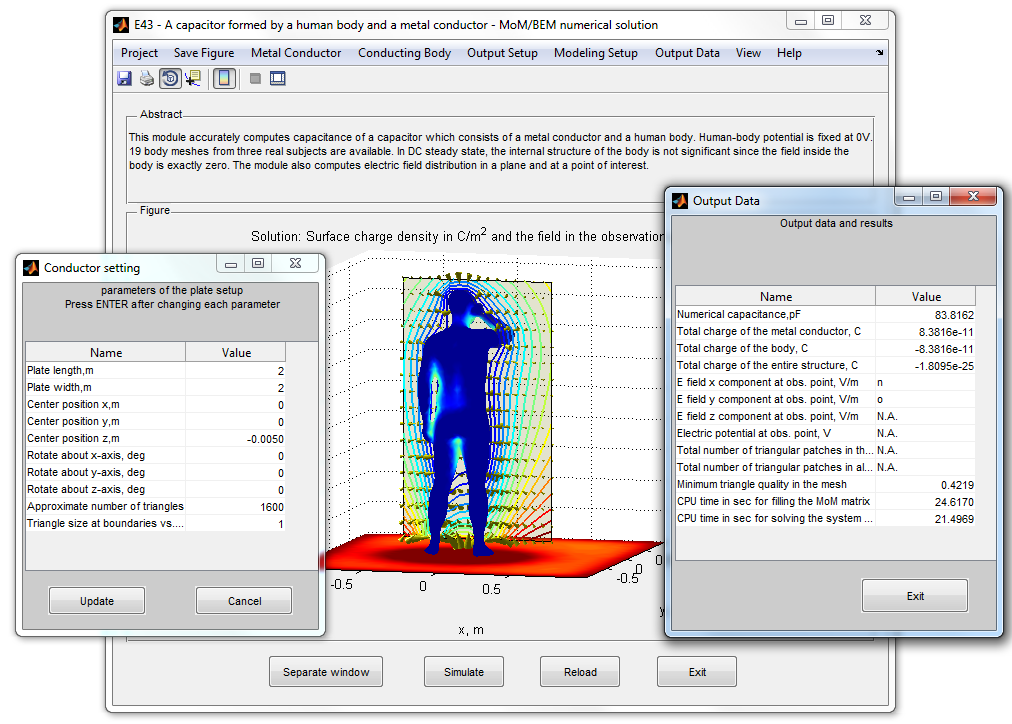 E43 - A capacitor formed by a human body and a metal conductor - MoM/BEM numerical solution
Project Save Figure Metal Conductor Conducting Body Output Setup Modeling Setup Output Data View Help
Abstract
This module accurately computes capacitance of a capacitor which consists of a metal conductor and a human body. Human-body potential is fixed at 0V.
19 body meshes from three real subjects are available. In DC steady state, the internal structure of the body is not significant since the field inside the
body is exactly zero. The module also computes electric field distribution in a plane and at a point of interest.
Figure
Solution: Surface charge density in C/m2 and the field in the observation
-0.5
0
0.5
-0.5
0
0
x, m
y
Separate window
Simulate
Reload
Exit
Conductor setting
parameters of the plate setup
Press ENTER after changing each parameter
Name Value
Plate length,m 2
Plate width,m 2
Center position x,m 0
Center position y,m 0
Center position z,m -0.0050
Rotate about x-axis, deg 0
Rotate about y-axis, deg 0
Rotate about z-axis, deg 0
Approximate number of triangles 1600
Triangle size at boundaries vs.... 1
Update
Cancel
Output Data
Output data and results
Name Value
Numerical capacitance,pF 83.8162
Total charge of the metal conductor, C 8.3816e-11
Total charge of the body, C -8.3816e-11
Total charge of the entire structure, C -1.8095e-25
E field x component at obs. point, V/m n
E field y component at obs. point, V/m o
E field z component at obs. point, V/m N.A.
Electric potential at obs. point, V N.A.
Total number of triangular patches in th... N.A.
Total number of triangular patches in al... N.A.
Minimum triangle quality in the mesh 0.4219
CPU time in sec for filling the MoM matrix 24.6170
CPU time in sec for solving the system ... 21.4969
Exit